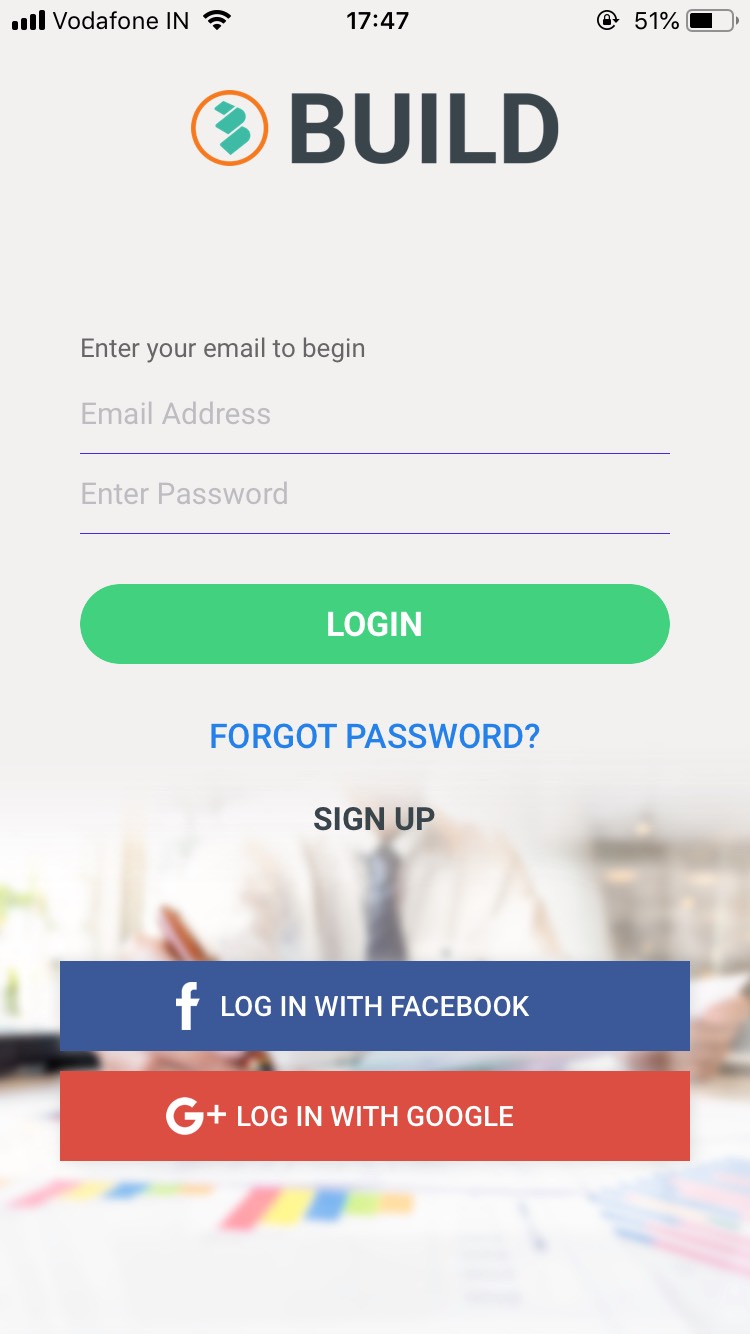 Vodafone IN 17:47 51%
BUILD
Enter your email to begin
Email Address
Enter Password
LOGIN
FORGOT PASSWORD?
SIGN UP
f LOG IN WITH FACEBOOK
G+ LOG IN WITH GOOGLE